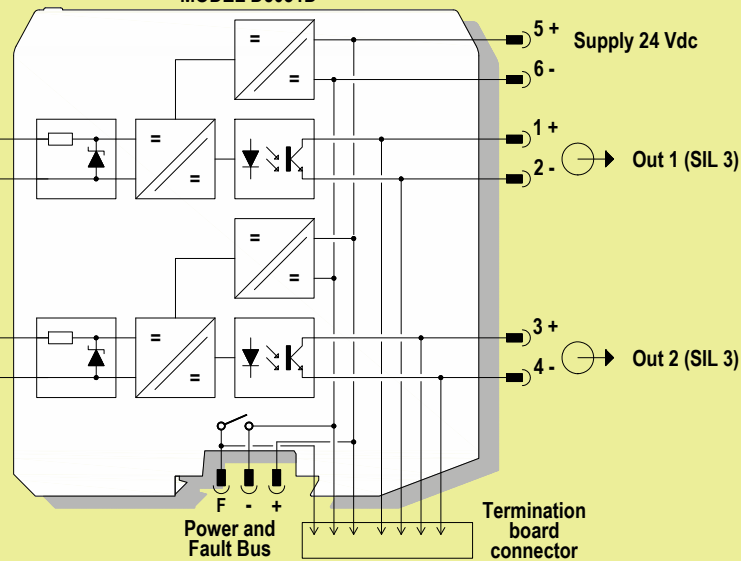 5 +
Supply 24 Vdc
6 -
1 +
2 -
Out 1 (SIL 3)
3 +
4 -
Out 2 (SIL 3)
F - +
Power and
Fault Bus
Termination
board
connector